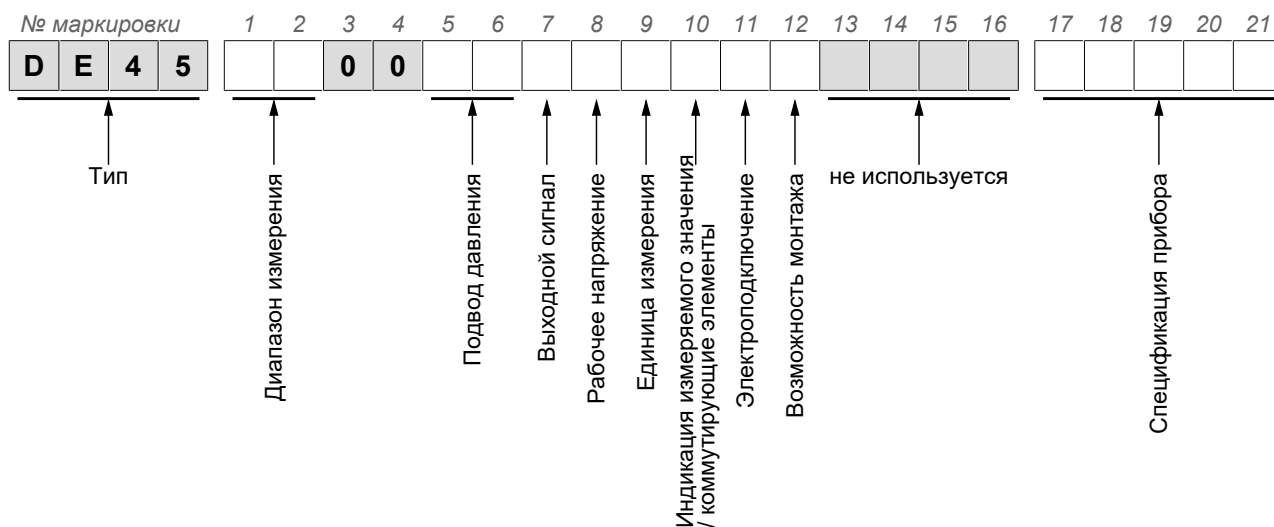 № маркировки 1 2 3 4 5 6 7 8 9 10 11 12 13 14 15 16 17 18 19 20 21
D E 4 5 0 0
Тип
Диапазон измерения
Подвод давления
Выходной сигнал
Рабочее напряжение
Единица измерения
Индикация измеряемого значения
/ коммутирующие элементы
Электроподключение
Возможность монтажа
не используется
Спецификация прибора